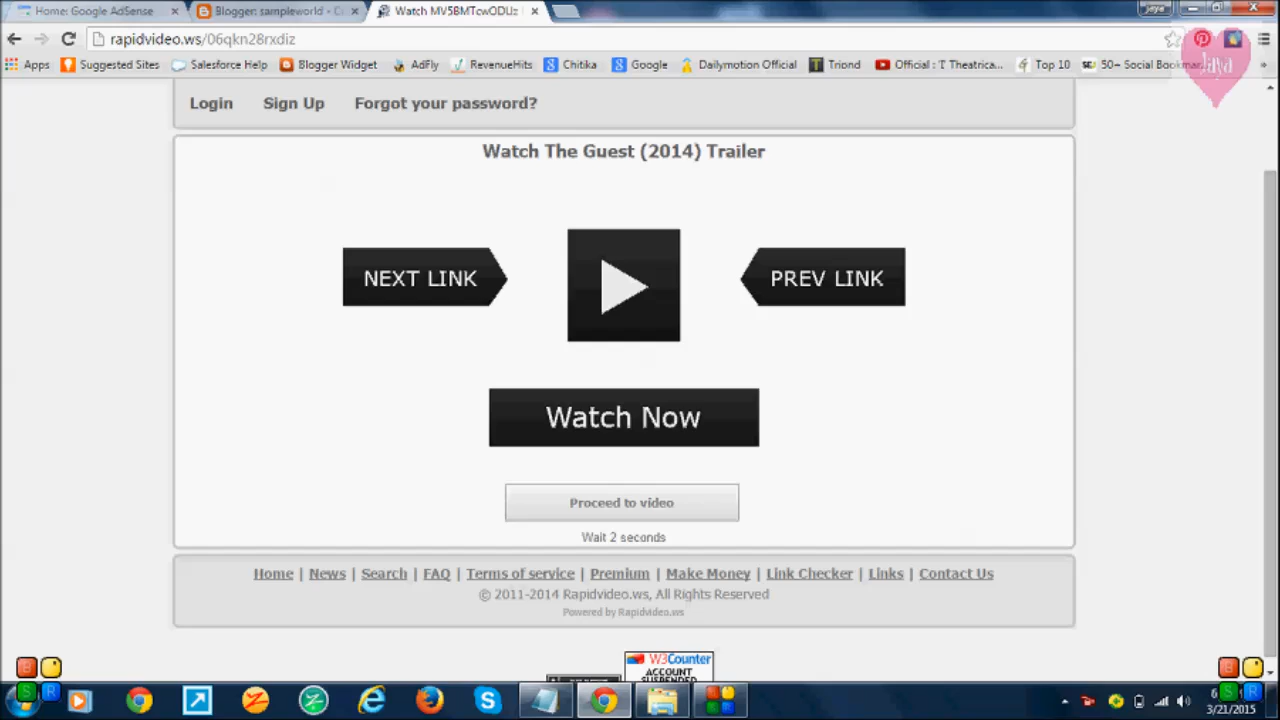 Home: Google AdSense
Blogger: sampleworld - C
Watch MV5BMTcwODUz
Jaya
rapidvideo.ws/06qkn28rxdiz
Apps
Suggested Sites
Salesforce Help
Blogger Widget
AdFly
RevenueHits
Chitika
Google
Dailymotion Official
Triond
Official : T Theatrica...
Top 10
50+ Social Bookmar
Jaya
Login
Sign Up
Forgot your password?
Watch The Guest (2014) Trailer
NEXT LINK
PREV LINK
Watch Now
Proceed to video
Wait 2 seconds
Home | News | Search | FAQ | Terms of service | Premium | Make Money | Link Checker | Links | Contact Us
© 2011-2014 Rapidvideo.ws, All Rights Reserved
Powered by Rapidvideo.ws
W3Counter
ACCOUNT
SUSPENDED
B
B
S
R
S
R
3/21/2015